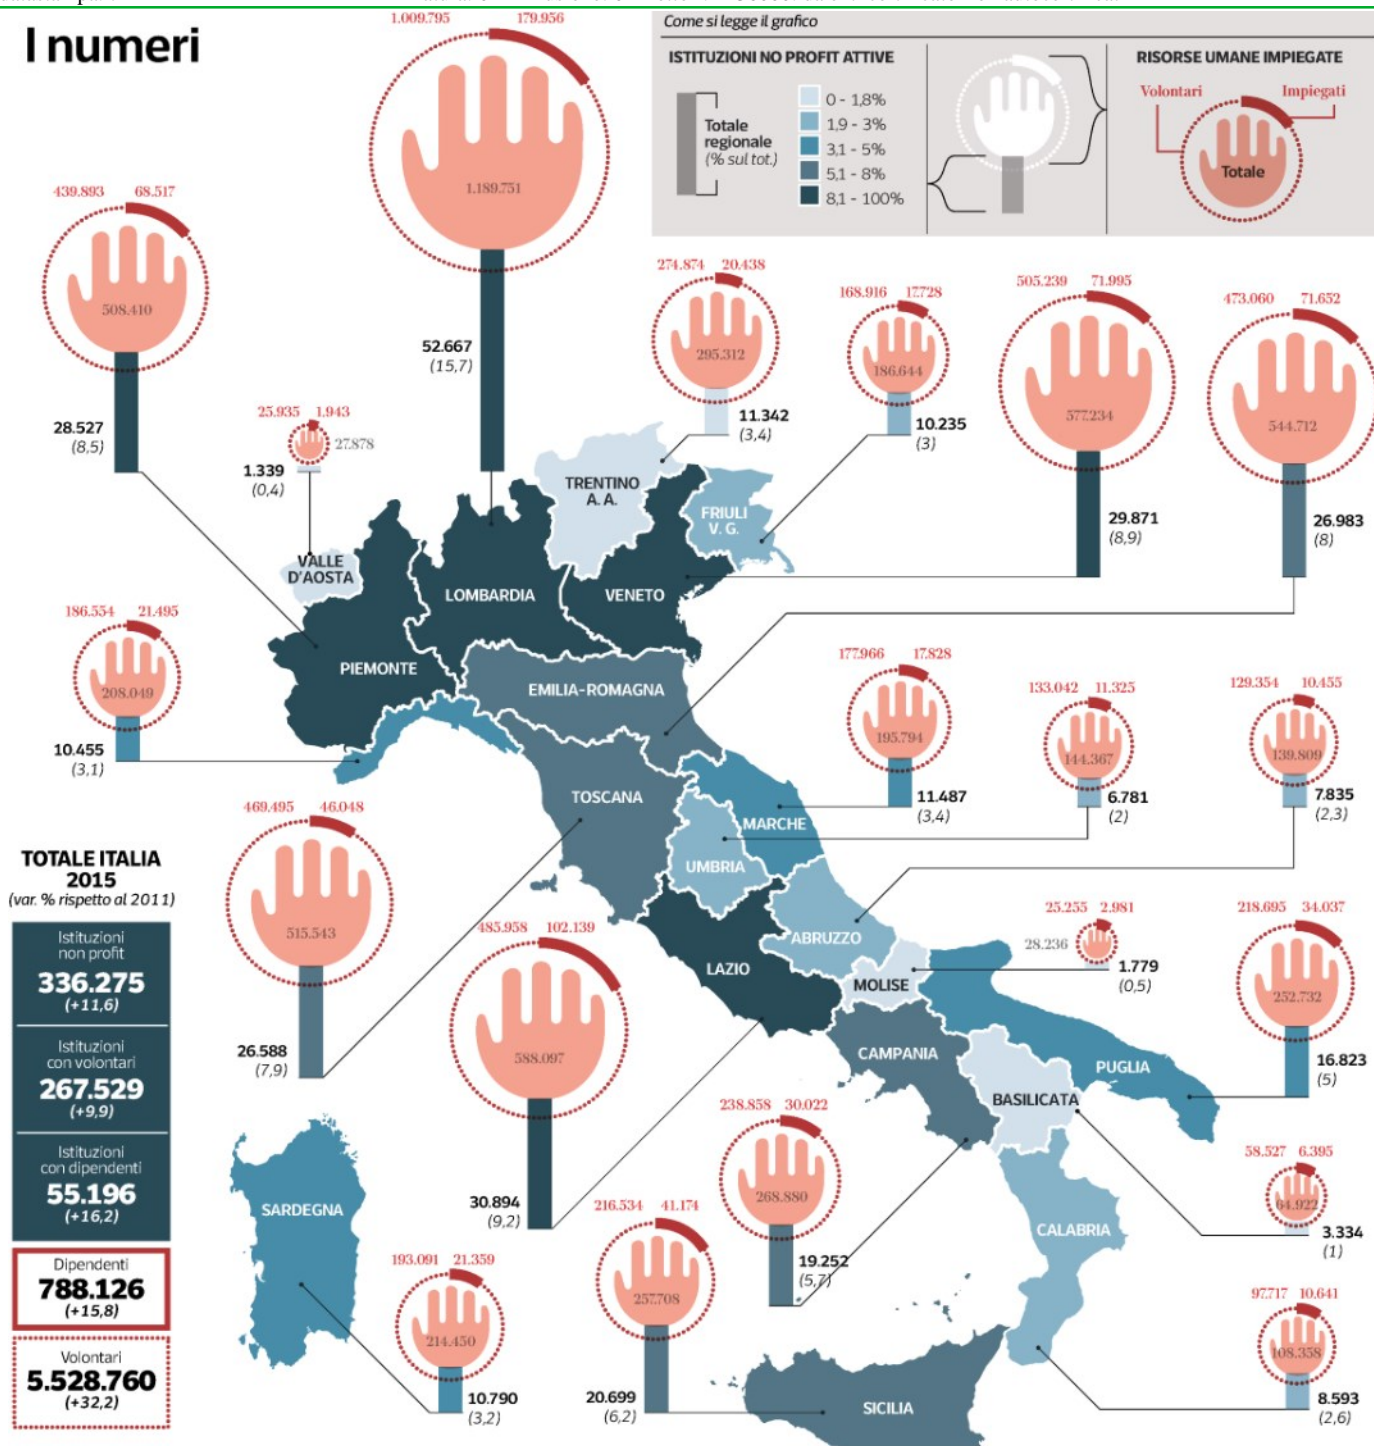 I numeri
Come si legge il grafico
ISTITUZIONI NO PROFIT ATTIVE
Totale
regionale
(% sul tot.)
0 - 1,8%
1,9 - 3%
3,1 - 5%
5,1 - 8%
8,1 - 100%
RISORSE UMANE IMPIEGATE
Volontari
Impiegati
Totale
1.009.795 179.956
1.189.751
52.667
(15,7)
439.893 68.517
508.410
28.527
(8,5)
25.935 1.943
27.878
1.339
(0,4)
274.874 20.438
295.312
11.342
(3,4)
168.916 17.728
186.644
10.235
(3)
505.239 71.995
577.234
29.871
(8,9)
473.060 71.652
544.712
26.983
(8)
TRENTINO
A. A.
FRIULI
V. G.
VALLE
D'AOSTA
LOMBARDIA
VENETO
PIEMONTE
EMILIA-ROMAGNA
186.554 21.495
208.049
10.455
(3,1)
177.966 17.828
195.794
11.487
(3,4)
133.042 11.325
144.367
6.781
(2)
129.354 10.455
139.809
7.835
(2,3)
TOSCANA
MARCHE
UMBRIA
469.495 46.048
515.543
26.588
(7,9)
485.958 102.139
588.097
30.894
(9,2)
ABRUZZO
LAZIO
MOLISE
25.255 2.981
28.236
1.779
(0,5)
218.695 34.037
252.732
16.823
(5)
CAMPANIA
PUGLIA
BASILICATA
TOTALE ITALIA
2015
(var. % rispetto al 2011)
Istituzioni
non profit
336.275
(+11,6)
Istituzioni
con volontari
267.529
(+9,9)
Istituzioni
con dipendenti
55.196
(+16,2)
Dipendenti
788.126
(+15,8)
Volontari
5.528.760
(+32,2)
SARDEGNA
193.091 21.359
214.450
10.790
(3,2)
216.534 41.174
257.708
20.699
(6,2)
238.858 30.022
268.880
19.252
(5,7)
58.527 6.395
64.922
3.334
(1)
CALABRIA
97.717 10.641
108.358
8.593
(2,6)
SICILIA